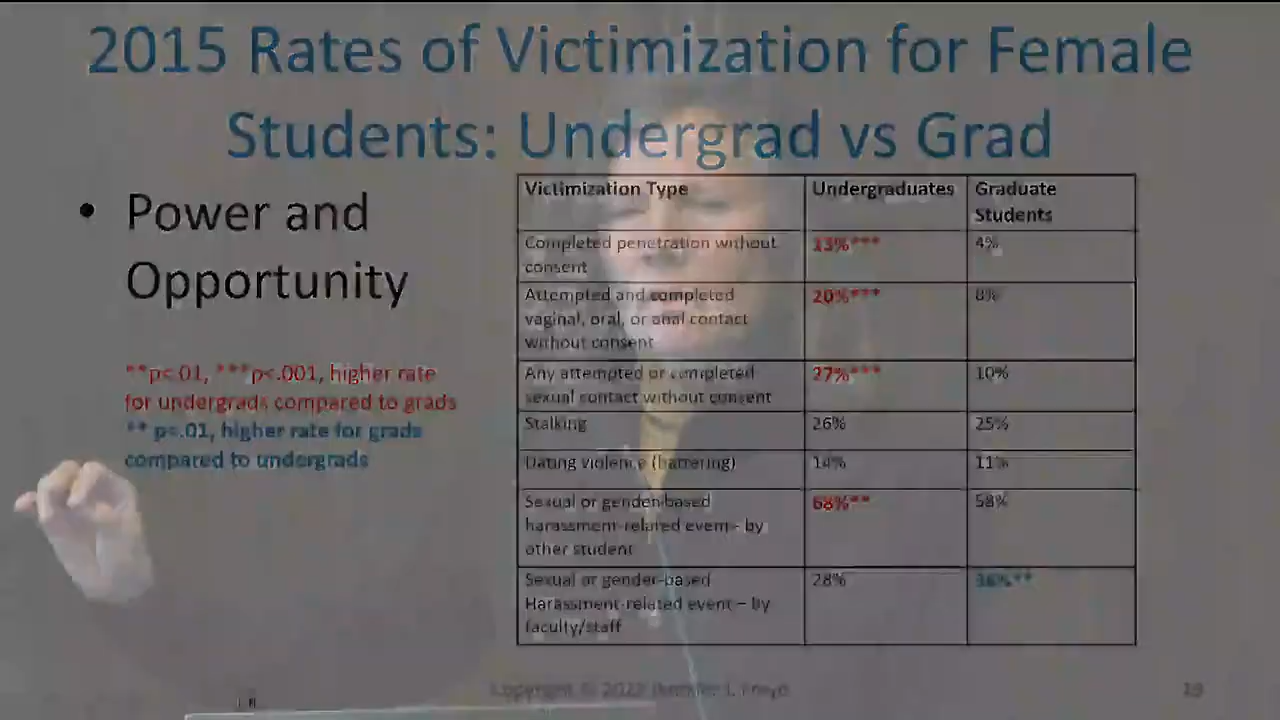 2015 Rates of Victimization for Female
Students: Undergrad vs Grad
• Power and
Opportunity
**p<.01, ***p<.001, higher rate
for undergrads compared to grads
** p<.01, higher rate for grads
compared to undergrads
Victimization Type Undergraduates Graduate
Students
Completed penetration without 13%*** 4%
consent
Attempted and completed 20%*** 8%
vaginal, oral, or anal contact
without consent
Any attempted or completed 27%*** 10%
sexual contact without consent
Stalking 26% 25%
Dating violence (battering) 14% 11%
Sexual or gender-based 68%** 58%
harassment-related event – by
other student
Sexual or gender-based 28%
Harassment-related event – by
faculty/staff
Copyright © 2022 Jennifer J. Freyd